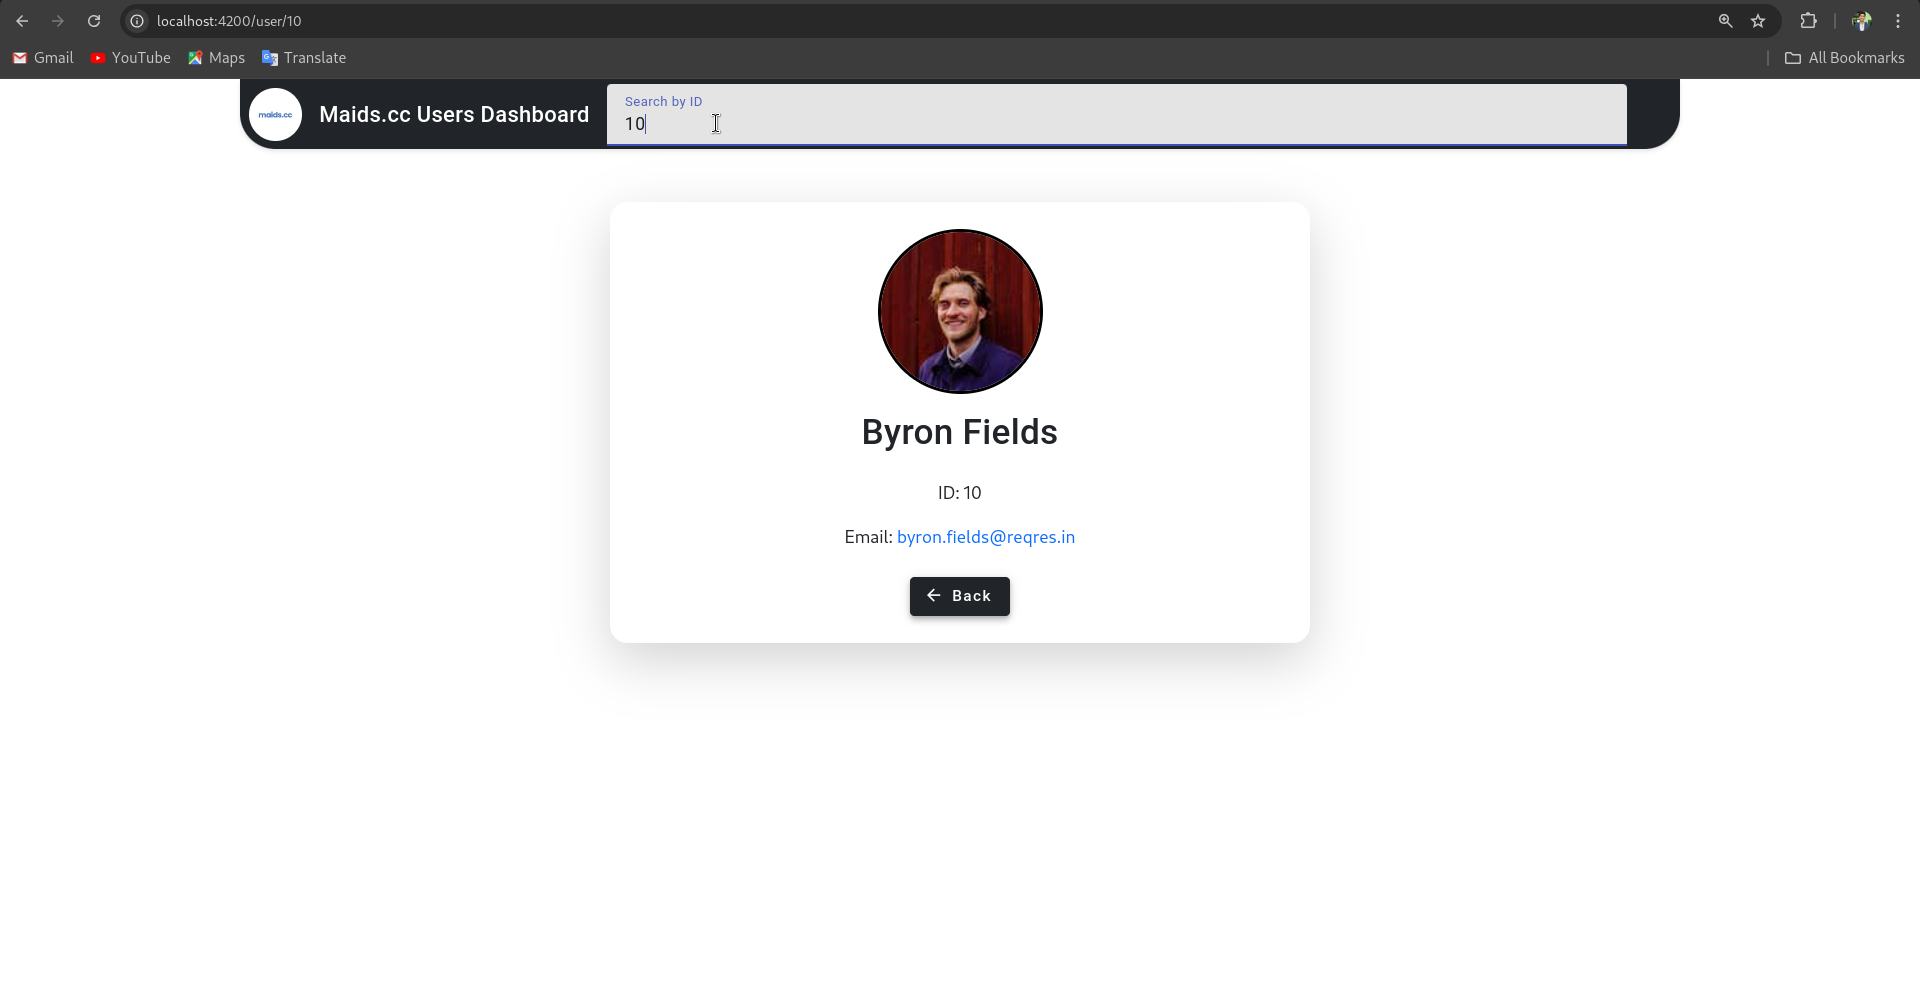 localhost:4200/user/10
Gmail YouTube Maps Translate All Bookmarks
maids.cc Maids.cc Users Dashboard
Search by ID
10
Byron Fields
ID: 10
Email: byron.fields@reqres.in
Back